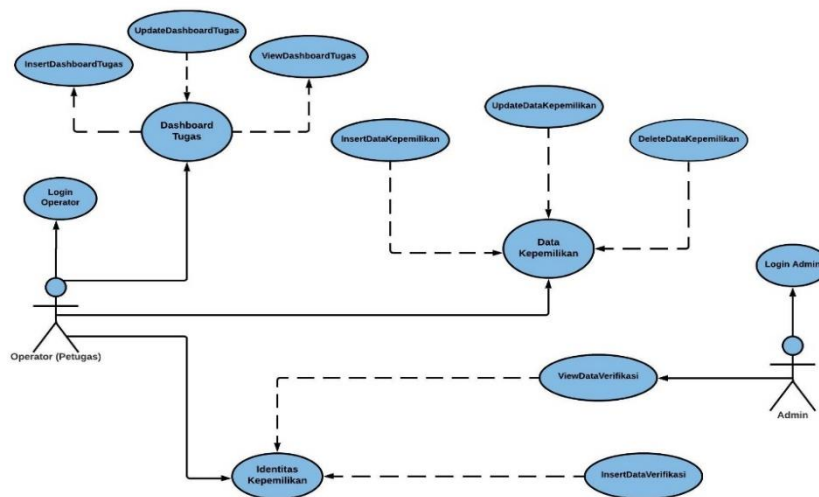 UpdateDashboardTugas
InsertDashboardTugas
ViewDashboardTugas
Dashboard
Tugas
UpdateDataKepemilikan
InsertDataKepemilikan
DeleteDataKepemilikan
Login
Operator
Data
Kepemilikan
Login Admin
Operator (Petugas)
ViewDataVerifikasi
Admin
Identitas
Kepemilikan
InsertDataVerifikasi